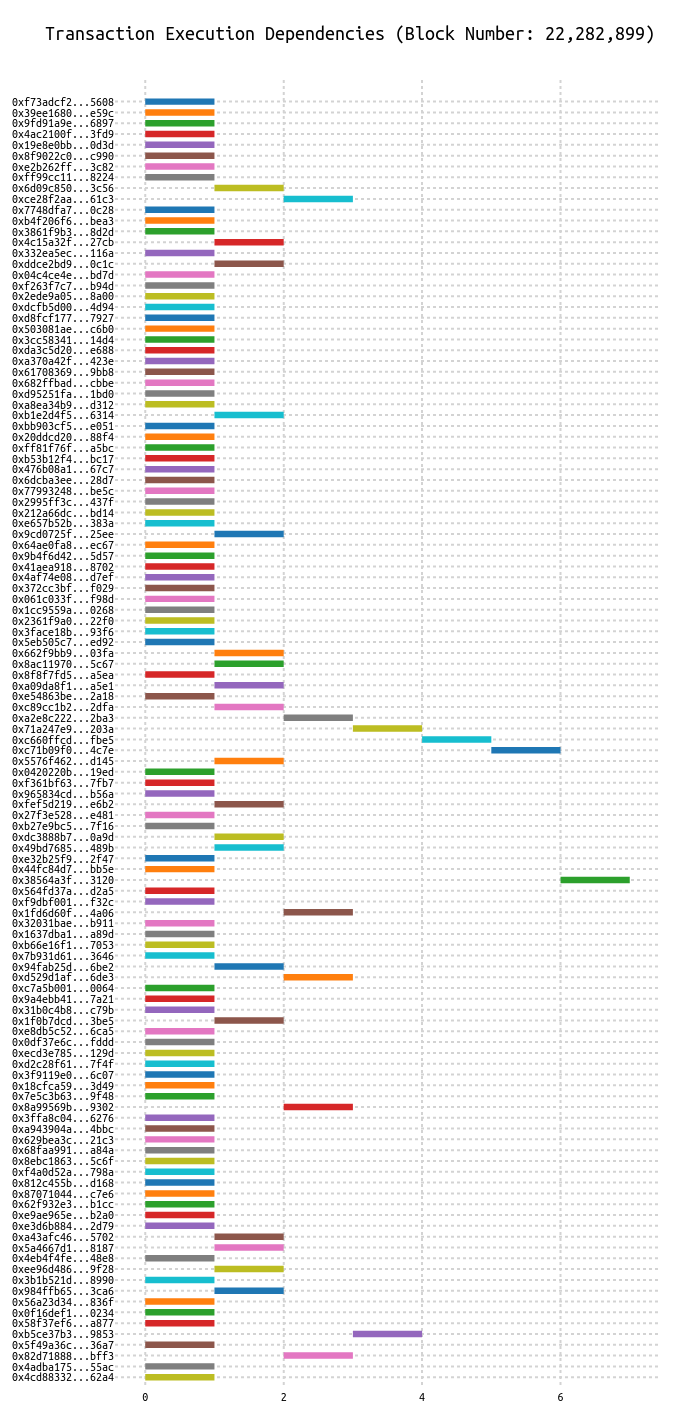 Transaction Execution Dependencies (Block Number: 22,282,899)
0xf73adcf2...5608
0x39ee1680...e59c
0x9fd91a9e...6897
0x4ac2100f...3fd9
0x19e8e0bb...0d3d
0x8f9022c0...c990
0xe2b262ff...3c82
0xff99cc11...8224
0x6d09c850...3c56
0xce28f2aa...61c3
0x7748dfa7...0c28
0xb4f206f6...bea3
0x3861f9b3...8d2d
0x4c15a32f...27cb
0x332ea5ec...116a
0xddce2bd9...0c1c
0x04c4ce4e...bd7d
0xf263f7c7...b94d
0x2ede9a05...8a00
0xdcfb5d00...4d94
0xd8fcf177...7927
0x503081ae...c6b0
0x3cc58341...14d4
0xda3c5d20...e688
0xa370a42f...423e
0x61708369...9bb8
0x682ffbad...cbbe
0xd95251fa...1bd0
0xa8ea34b9...d312
0xb1e2d4f5...6314
0xbb903cf5...e051
0x20ddcd20...88f4
0xff81f76f...a5bc
0xb53b12f4...bc17
0x476b08a1...67c7
0x6dcba3ee...28d7
0x77993248...be5c
0x2995ff3c...437f
0x212a66dc...bd14
0xe657b52b...383a
0x9cd0725f...25ee
0x64ae0fa8...ec67
0x9b4f6d42...5d57
0x41aea918...8702
0x4af74e08...d7ef
0x372cc3bf...f029
0x061c033f...f98d
0x1cc9559a...0268
0x2361f9a0...22f0
0x3face18b...93f6
0x5eb505c7...ed92
0x662f9bb9...03fa
0x8ac11970...5c67
0x8f8f7fd5...a5ea
0xa09da8f1...a5e1
0xe54863be...2a18
0xc89cc1b2...2dfa
0xa2e8c222...2ba3
0x71a247e9...203a
0xc660ffcd...fbe5
0xc71b09f0...4c7e
0x5576f462...d145
0x0420220b...19ed
0xf361bf63...7fb7
0x965834cd...b56a
0xfef5d219...e6b2
0x27f3e528...e481
0xb27e9bc5...7f16
0xdc3888b7...0a9d
0x49bd7685...489b
0xe32b25f9...2f47
0x44fc84d7...bb5e
0x38564a3f...3120
0x564fd37a...d2a5
0xf9dbf001...f32c
0x1fd6d60f...4a06
0x32031bae...b911
0x1637dba1...a89d
0xb66e16f1...7053
0x7b931d61...3646
0x94fab25d...6be2
0xd529d1af...6de3
0xc7a5b001...0064
0x9a4ebb41...7a21
0x31b0c4b8...c79b
0x1f0b7dcd...3be5
0xe8db5c52...6ca5
0x0df37e6c...fddd
0xecd3e785...129d
0xd2c28f61...7f4f
0x3f9119e0...6c07
0x18cfca59...3d49
0x7e5c3b63...9f48
0x8a99569b...9302
0x3ffa8c04...6276
0xa943904a...4bbc
0x629bea3c...21c3
0x68faa991...a84a
0x8ebc1863...5c6f
0xf4a0d52a...798a
0x812c455b...d168
0x87071044...c7e6
0x62f932e3...b1cc
0xe9ae965e...b2a0
0xe3d6b884...2d79
0xa43afc46...5702
0x5a4667d1...8187
0x4eb4f4fe...48e8
0xee96d486...9f28
0x3b1b521d...8990
0x984ffb65...3ca6
0x56a23d34...836f
0x0f16def1...0234
0x58f37ef6...a877
0xb5ce37b3...9853
0x5f49a36c...36a7
0x82d71888...bff3
0x4adba175...55ac
0x4cd88332...62a4
0 2 4 6